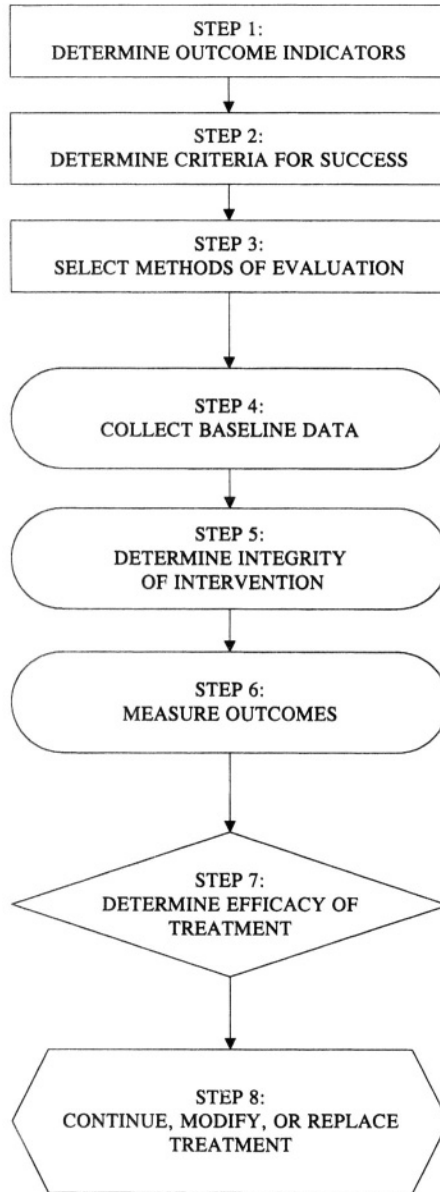 STEP 1:
DETERMINE OUTCOME INDICATORS
STEP 2:
DETERMINE CRITERIA FOR SUCCESS
STEP 3:
SELECT METHODS OF EVALUATION
STEP 4:
COLLECT BASELINE DATA
STEP 5:
DETERMINE INTEGRITY
OF INTERVENTION
STEP 6:
MEASURE OUTCOMES
STEP 7:
DETERMINE EFFICACY OF
TREATMENT
STEP 8:
CONTINUE, MODIFY, OR REPLACE
TREATMENT